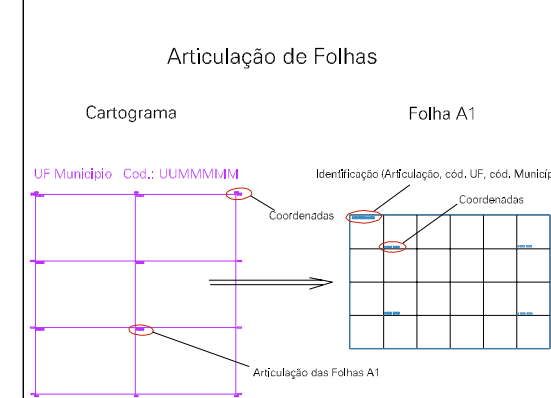 Articulação de Folhas
Cartograma
Folha A1
UF Municipio Cod.: UUMMMMM
Identificação (Articulação, cód. UF, cód. Municíp
Coordenadas
Coordenadas
Articulação das Folhas A1